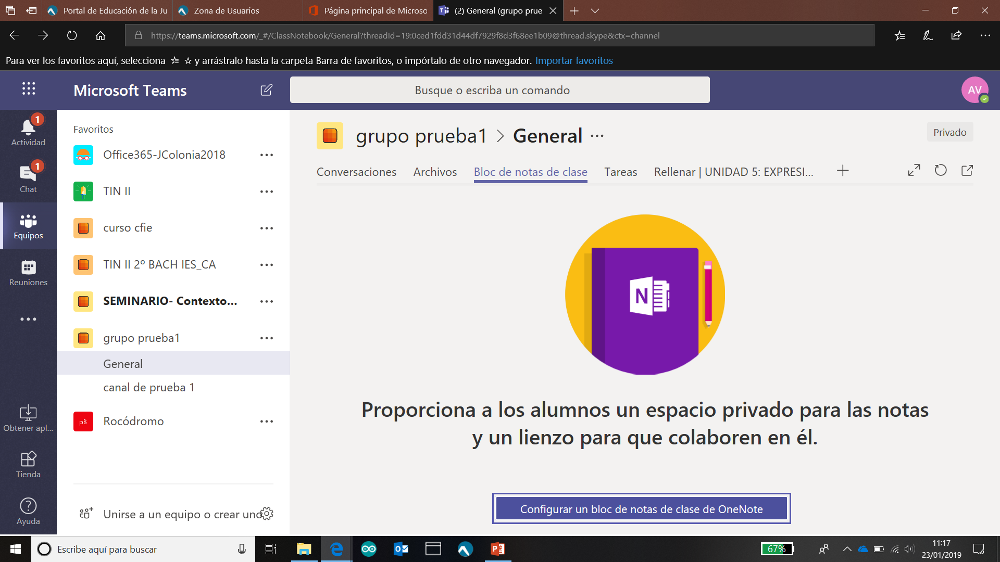 Portal de Educación de la Ju
Zona de Usuarios
Página principal de Microso
(2) General (grupo prue
https://teams.microsoft.com/_#/ClassNotebook/General?threadId=19:0ced1fdd31d44df7929f8d3f68ee1b09@thread.skype&ctx=channel
Para ver los favoritos aquí, selecciona y arrástralo hasta la carpeta Barra de favoritos, o impórtalo de otro navegador. Importar favoritos
Microsoft Teams
Busque o escriba un comando
AV
1
Actividad
1
Chat
Equipos
Reuniones
Obtener apl...
Tienda
Ayuda
Favoritos
Office365-JColonia2018
TIN II
curso cfie
TIN II 2º BACH IES_CA
SEMINARIO- Contexto...
grupo prueba1
General
canal de prueba 1
pB
Rocódromo
Unirse a un equipo o crear uno
grupo prueba1 > General ...
Privado
Conversaciones
Archivos
Bloc de notas de clase
Tareas
Rellenar | UNIDAD 5: EXPRESI...
N
Proporciona a los alumnos un espacio privado para las notas
y un lienzo para que colaboren en él.
Configurar un bloc de notas de clase de OneNote
Escribe aquí para buscar
67%
11:17
23/01/2019